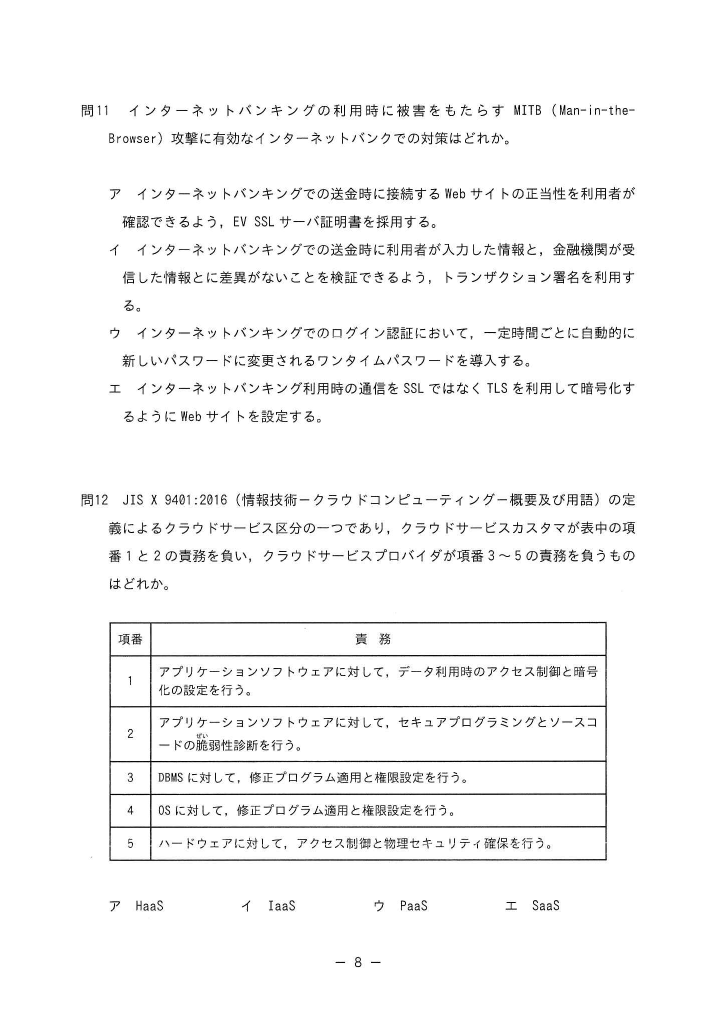 問11　インターネットバンキングの利用時に被害をもたらす MITB（Man-in-the-
Browser）攻撃に有効なインターネットバンクでの対策はどれか。
ア　インターネットバンキングでの送金時に接続する Web サイトの正当性を利用者が
確認できるよう，EV SSL サーバ証明書を採用する。
イ　インターネットバンキングでの送金時に利用者が入力した情報と，金融機関が受
信した情報とに差異がないことを検証できるよう，トランザクション署名を利用す
る。
ウ　インターネットバンキングでのログイン認証において，一定時間ごとに自動的に
新しいパスワードに変更されるワンタイムパスワードを導入する。
エ　インターネットバンキング利用時の通信を SSL ではなく TLS を利用して暗号化す
るように Web サイトを設定する。
問12　JIS X 9401:2016（情報技術－クラウドコンピューティング－概要及び用語）の定
義によるクラウドサービス区分の一つであり，クラウドサービスカスタマが表中の項
番 1 と 2 の責務を負い，クラウドサービスプロバイダが項番 3～5 の責務を負うもの
はどれか。
項番　責　務
1　アプリケーションソフトウェアに対して，データ利用時のアクセス制御と暗号
化の設定を行う。
2　アプリケーションソフトウェアに対して，セキュアプログラミングとソースコ
ぜい
ードの脆弱性診断を行う。
3　DBMS に対して，修正プログラム適用と権限設定を行う。
4　OS に対して，修正プログラム適用と権限設定を行う。
5　ハードウェアに対して，アクセス制御と物理セキュリティ確保を行う。
ア　HaaS　イ　IaaS　ウ　PaaS　エ　SaaS
－ 8 －